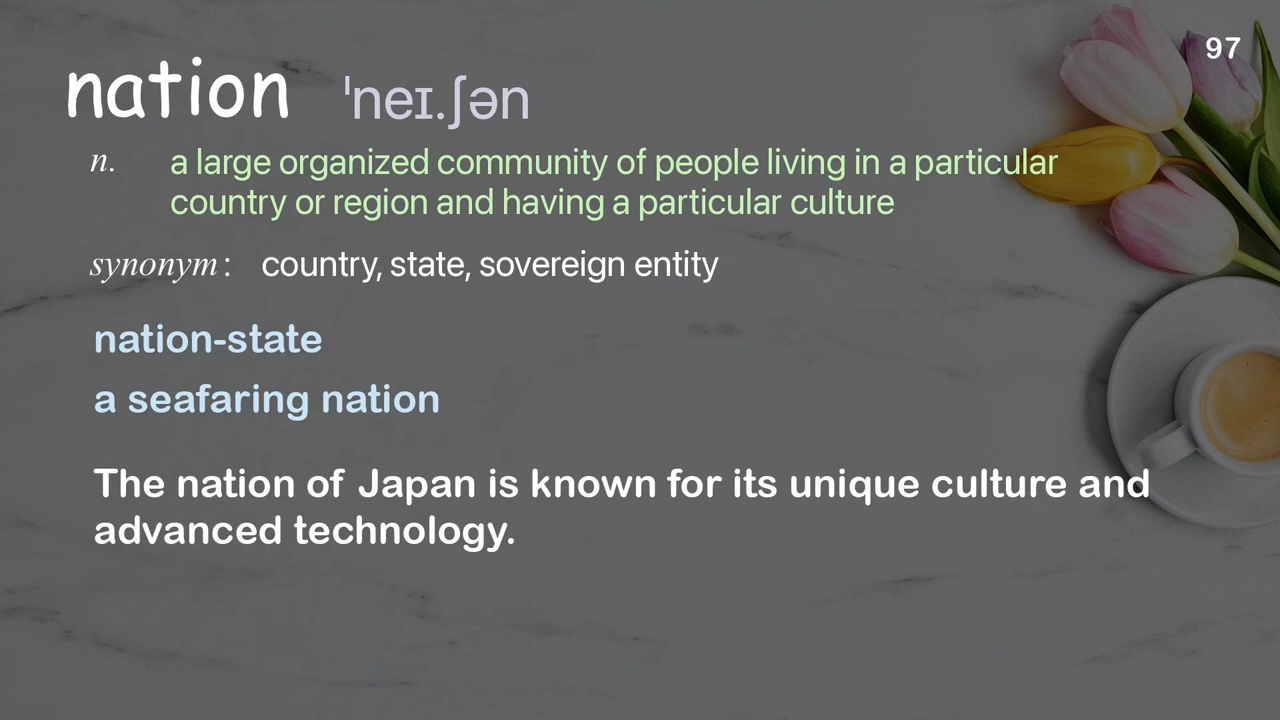 97
nation ˈneɪ.ʃən
n. a large organized community of people living in a particular
country or region and having a particular culture
synonym: country, state, sovereign entity
nation-state
a seafaring nation
The nation of Japan is known for its unique culture and
advanced technology.